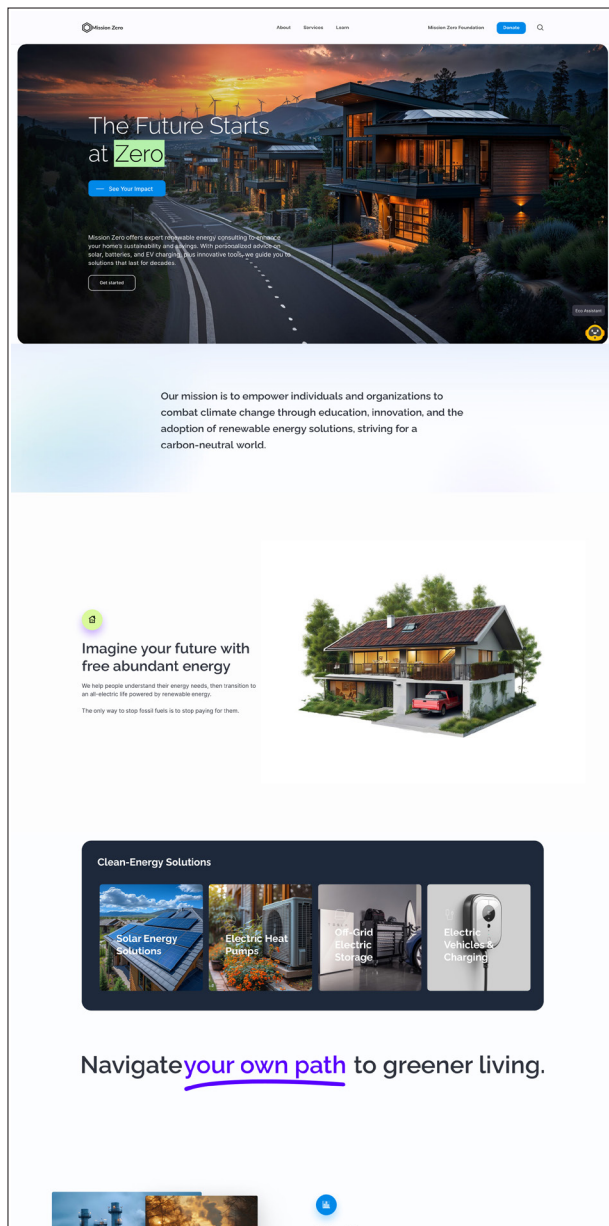 Mission Zero
About Services Learn
Mission Zero Foundation
Donate
The Future Starts
at Zero
See Your Impact
Mission Zero offers expert renewable energy consulting to enhance
your home's sustainability and savings. With personalized advice on
solar, batteries, and EV charging, plus innovative tools, we guide you to
solutions that last for decades.
Get started
Eco Assistant
Our mission is to empower individuals and organizations to
combat climate change through education, innovation, and the
adoption of renewable energy solutions, striving for a
carbon-neutral world.
Imagine your future with
free abundant energy
We help people understand their energy needs, then transition to
an all-electric life powered by renewable energy.
The only way to stop fossil fuels is to stop paying for them.
Clean-Energy Solutions
Solar Energy
Solutions
Electric Heat
Pumps
Off-Grid
Electric
Storage
Electric
Vehicles &
Charging
Navigate your own path to greener living.